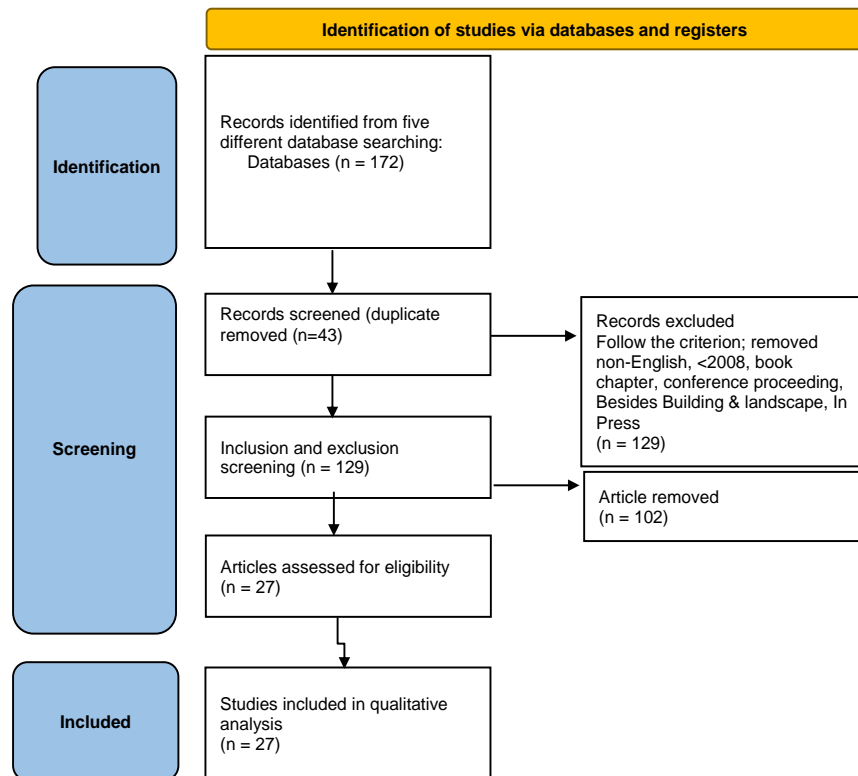 Identification of studies via databases and registers
Identification
Records identified from five
different database searching:
Databases (n = 172)
Screening
Records screened (duplicate
removed (n=43)
Records excluded
Follow the criterion; removed
non-English, <2008, book
chapter, conference proceeding,
Besides Building & landscape, In
Press
(n = 129)
Inclusion and exclusion
screening (n = 129)
Article removed
(n = 102)
Articles assessed for eligibility
(n = 27)
Included
Studies included in qualitative
analysis
(n = 27)